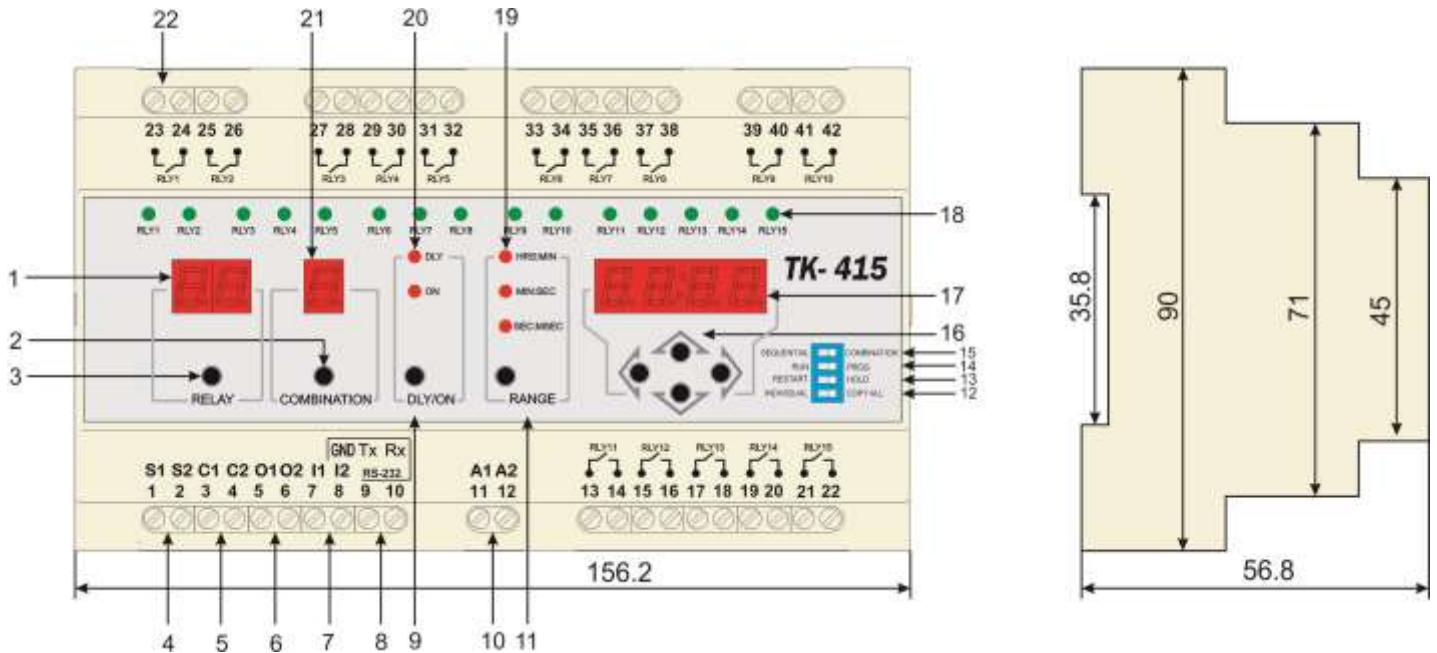 22 21 20 19
23 24 25 26 27 28 29 30 31 32 33 34 35 36 37 38 39 40 41 42
RLY1 RLY2 RLY3 RLY4 RLY5 RLY6 RLY7 RLY9 RLY10
18
RLY1 RLY2 RLY3 RLY4 RLY5 RLY6 RLY7 RLY8 RLY9 RLY10 RLY11 RLY12 RLY13 RLY14 RLY15
DLY HRS:MIN
1 TK- 415
ON MIN:SEC 17
SEC:MSEC 16
2 SEQUENTIAL COMBINATION 15
RUN PROG 14
3 RESTART HOLD 13
INDIVIDUAL COPY ALL 12
RELAY COMBINATION DLY/ON RANGE
GND Tx Rx RLY11 RLY12 RLY13 RLY14 RLY15
S1 S2 C1 C2 O1 O2 I1 I2 RS-232 A1 A2
1 2 3 4 5 6 7 8 9 10 11 12 13 14 15 16 17 18 19 20 21 22
156.2
4 5 6 7 8 9 10 11
35.8 90 71 45
56.8